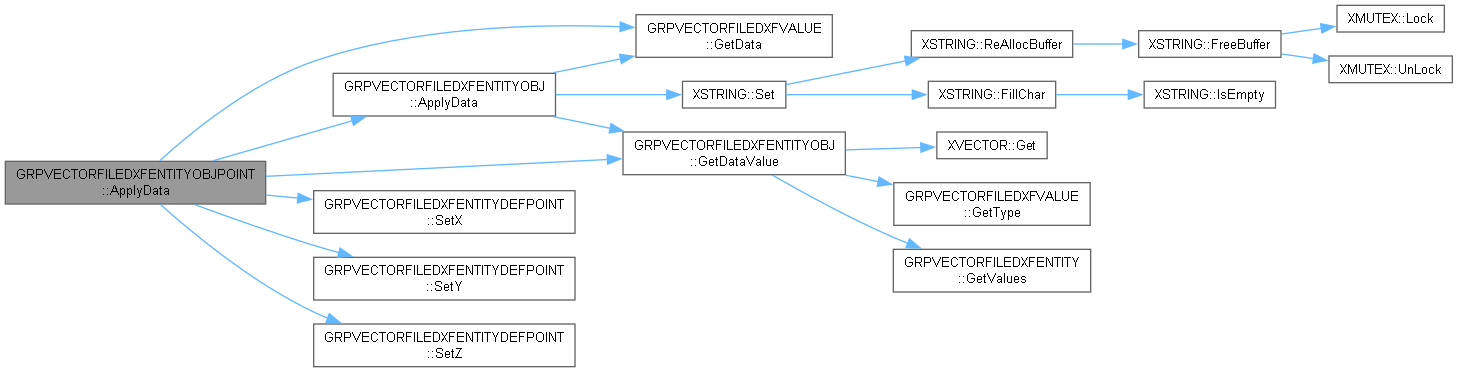 GRPVECTORFILEDXFENTITYOBJPOINT
::ApplyData
GRPVECTORFILEDXFVALUE
::GetData
GRPVECTORFILEDXFENTITYOBJ
::ApplyData
XSTRING::Set
XSTRING::ReAllocBuffer
XSTRING::FreeBuffer
XMUTEX::Lock
XMUTEX::UnLock
XSTRING::FillChar
XSTRING::IsEmpty
GRPVECTORFILEDXFENTITYOBJ
::GetDataValue
XVECTOR::Get
GRPVECTORFILEDXFVALUE
::GetType
GRPVECTORFILEDXFENTITY
::GetValues
GRPVECTORFILEDXFENTITYDEFPOINT
::SetX
GRPVECTORFILEDXFENTITYDEFPOINT
::SetY
GRPVECTORFILEDXFENTITYDEFPOINT
::SetZ